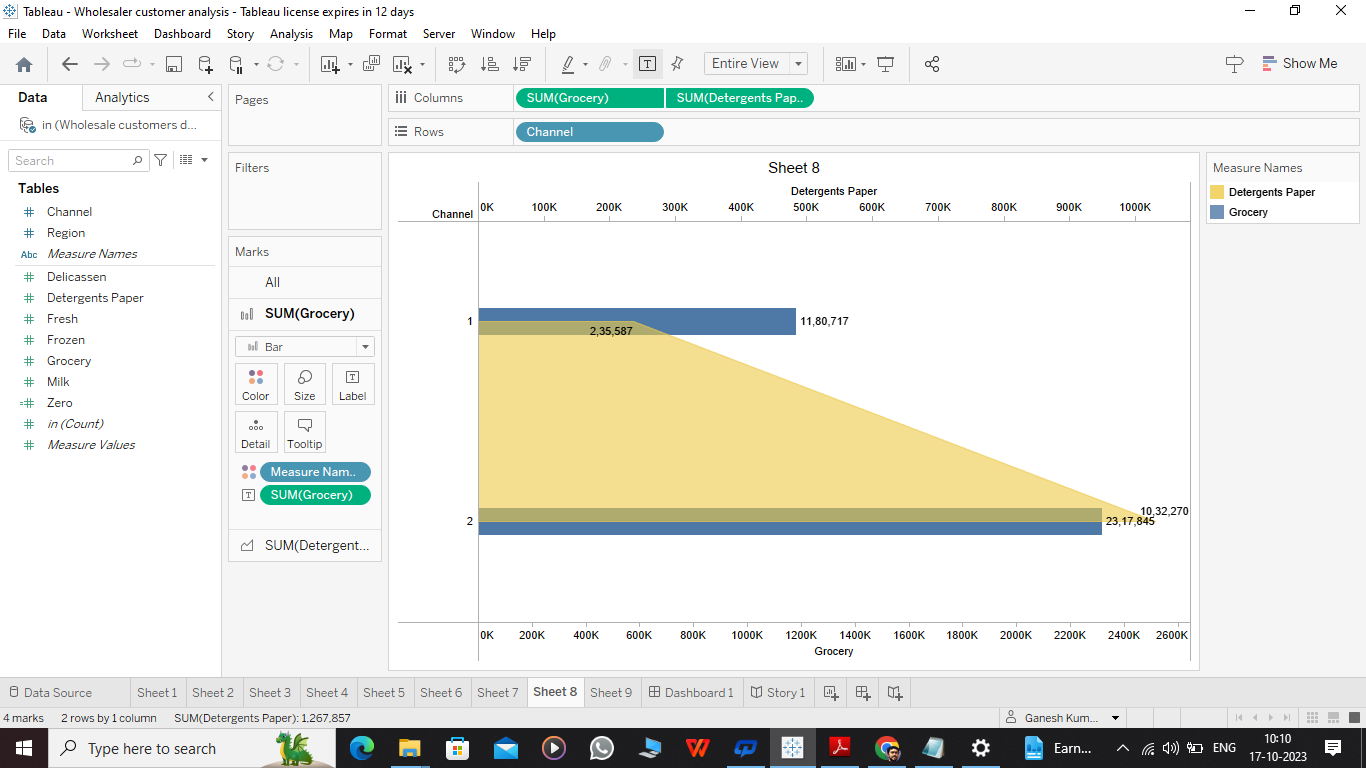 Tableau - Wholesaler customer analysis - Tableau license expires in 12 days
File Data Worksheet Dashboard Story Analysis Map Format Server Window Help
Entire View
Show Me
Data Analytics
in (Wholesale customers d...
Search
Tables
Channel
Region
Abc Measure Names
Delicassen
Detergents Paper
Fresh
Frozen
Grocery
Milk
Zero
in (Count)
Measure Values
Pages
Filters
Marks
All
SUM(Grocery)
Bar
Color Size Label
Detail Tooltip
Measure Nam..
SUM(Grocery)
SUM(Detergent...
Columns SUM(Grocery) SUM(Detergents Pap..
Rows Channel
Sheet 8
Detergents Paper
Channel 0K 100K 200K 300K 400K 500K 600K 700K 800K 900K 1000K
1 11,80,717
2,35,587
10,32,270
2 23,17,845
0K 200K 400K 600K 800K 1000K 1200K 1400K 1600K 1800K 2000K 2200K 2400K 2600K
Grocery
Measure Names
Detergents Paper
Grocery
Data Source Sheet 1 Sheet 2 Sheet 3 Sheet 4 Sheet 5 Sheet 6 Sheet 7 Sheet 8 Sheet 9 Dashboard 1 Story 1
4 marks 2 rows by 1 column SUM(Detergents Paper): 1,267,857 Ganesh Kum...
Type here to search
Earn... ENG 10:10
17-10-2023